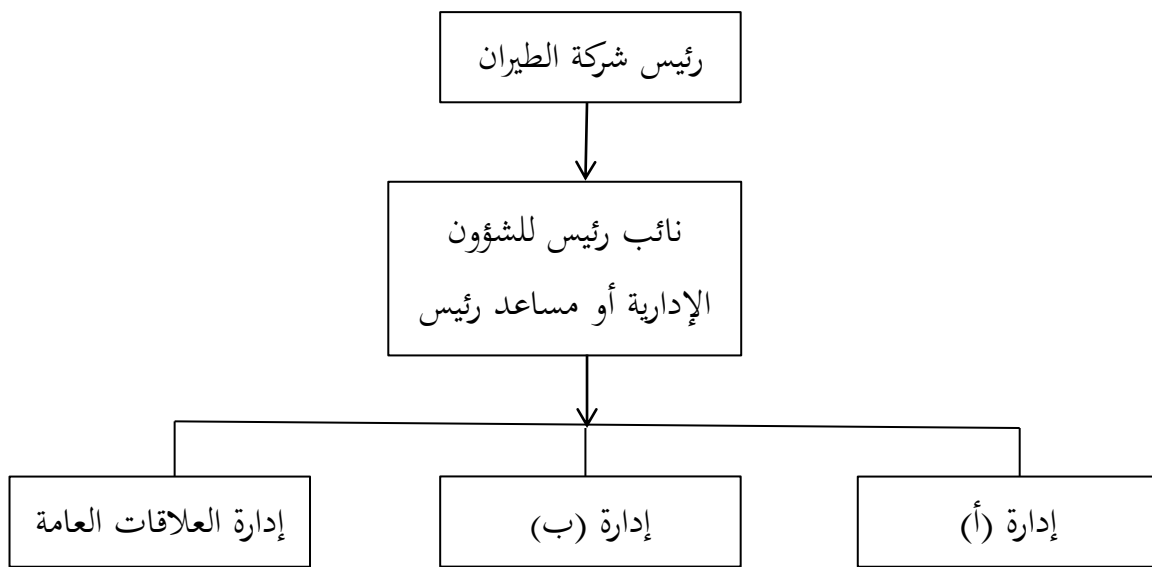 رئيس شركة الطيران
نائب رئيس للشؤون
الإدارية أو مساعد رئيس
إدارة (أ)
إدارة (ب)
إدارة العلاقات العامة